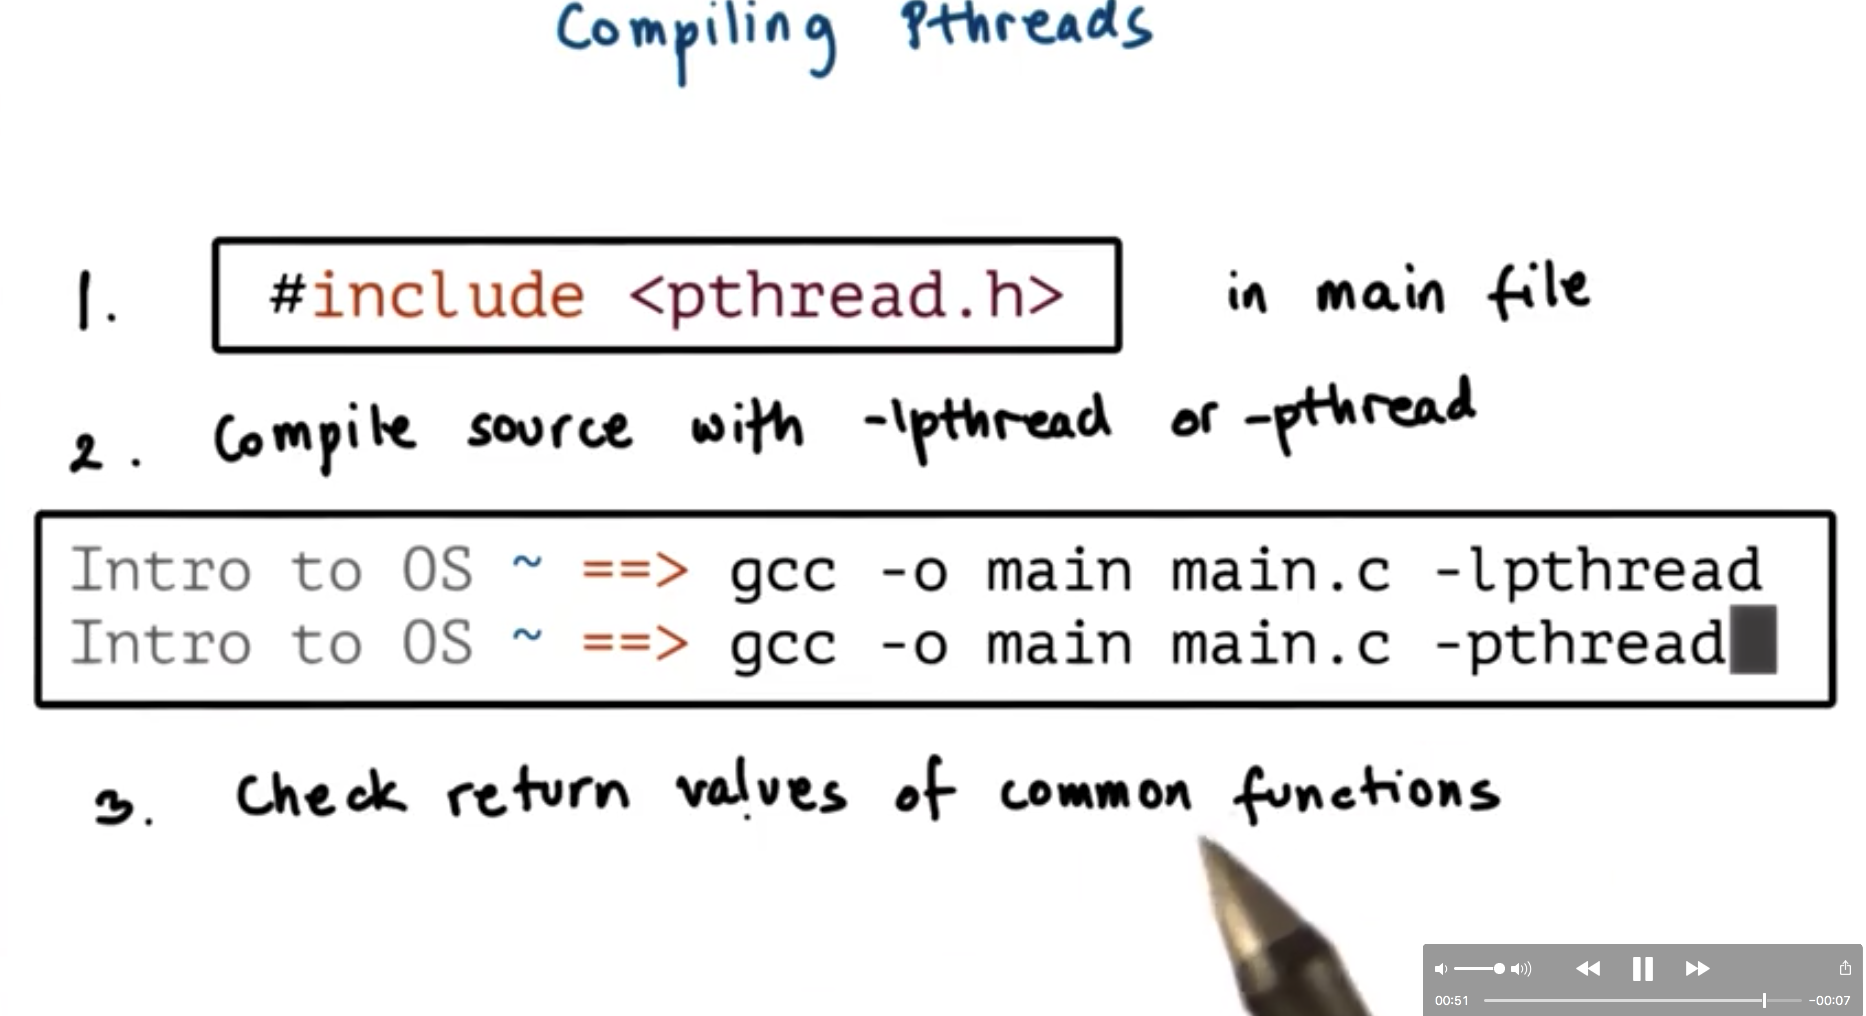 Compiling Pthreads
1. #include <pthread.h> in main file
2. Compile source with -lpthread or -pthread
Intro to OS ~ ==> gcc -o main main.c -lpthread
Intro to OS ~ ==> gcc -o main main.c -pthread
3. Check return values of common functions
00:51 -00:07